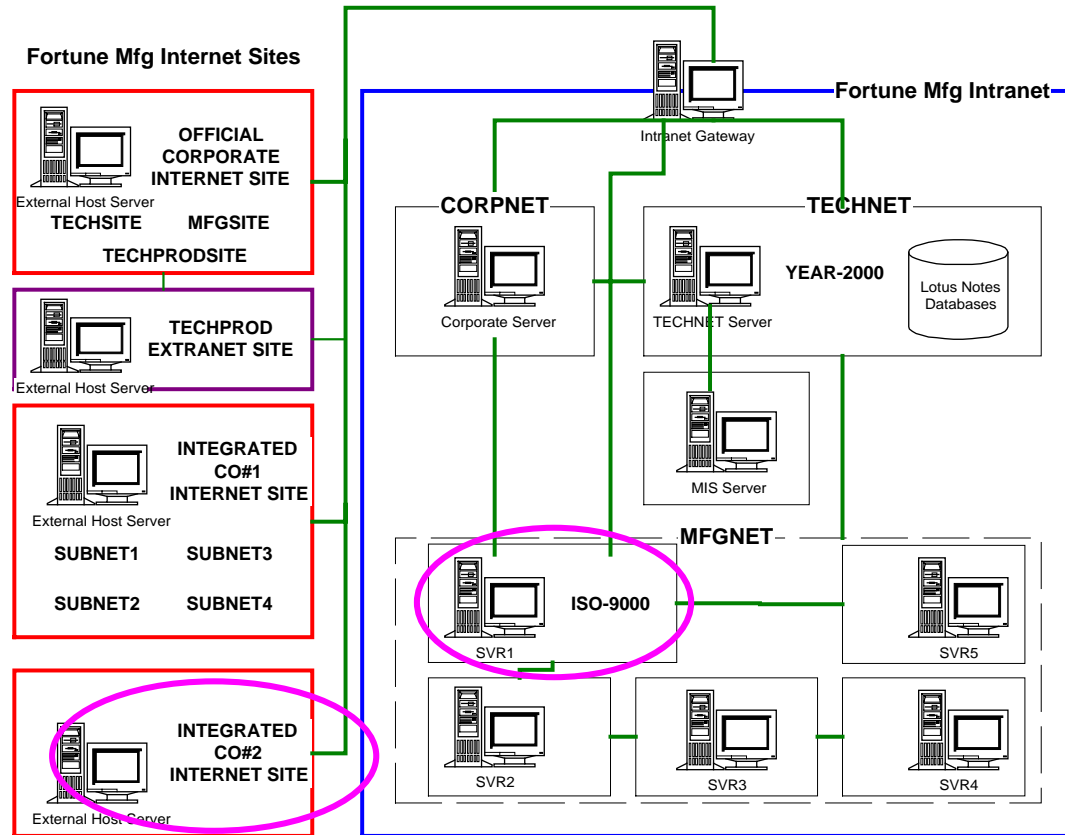 Fortune Mfg Internet Sites
OFFICIAL
CORPORATE
INTERNET SITE
External Host Server
TECHSITE MFGSITE
TECHPRODSITE
TECHPROD
EXTRANET SITE
External Host Server
INTEGRATED
CO#1
INTERNET SITE
External Host Server
SUBNET1 SUBNET3
SUBNET2 SUBNET4
INTEGRATED
CO#2
INTERNET SITE
External Host Server
Fortune Mfg Intranet
Intranet Gateway
CORPNET
Corporate Server
TECHNET
YEAR-2000
TECHNET Server
Lotus Notes
Databases
MIS Server
MFGNET
ISO-9000
SVR1
SVR5
SVR2
SVR3
SVR4